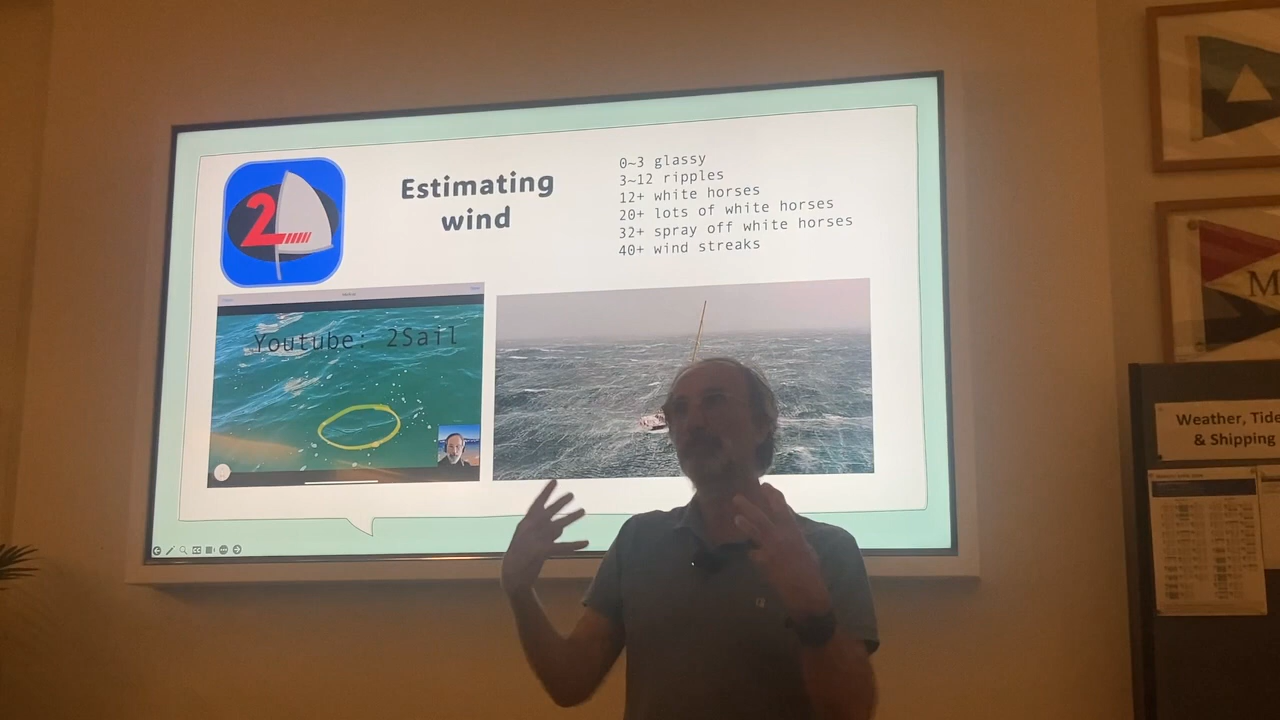 2
Estimating
wind
0~3 glassy
3~12 ripples
12+ white horses
20+ lots of white horses
32+ spray off white horses
40+ wind streaks
Youtube: 2Sail
M
Weather, Tide
& Shipping